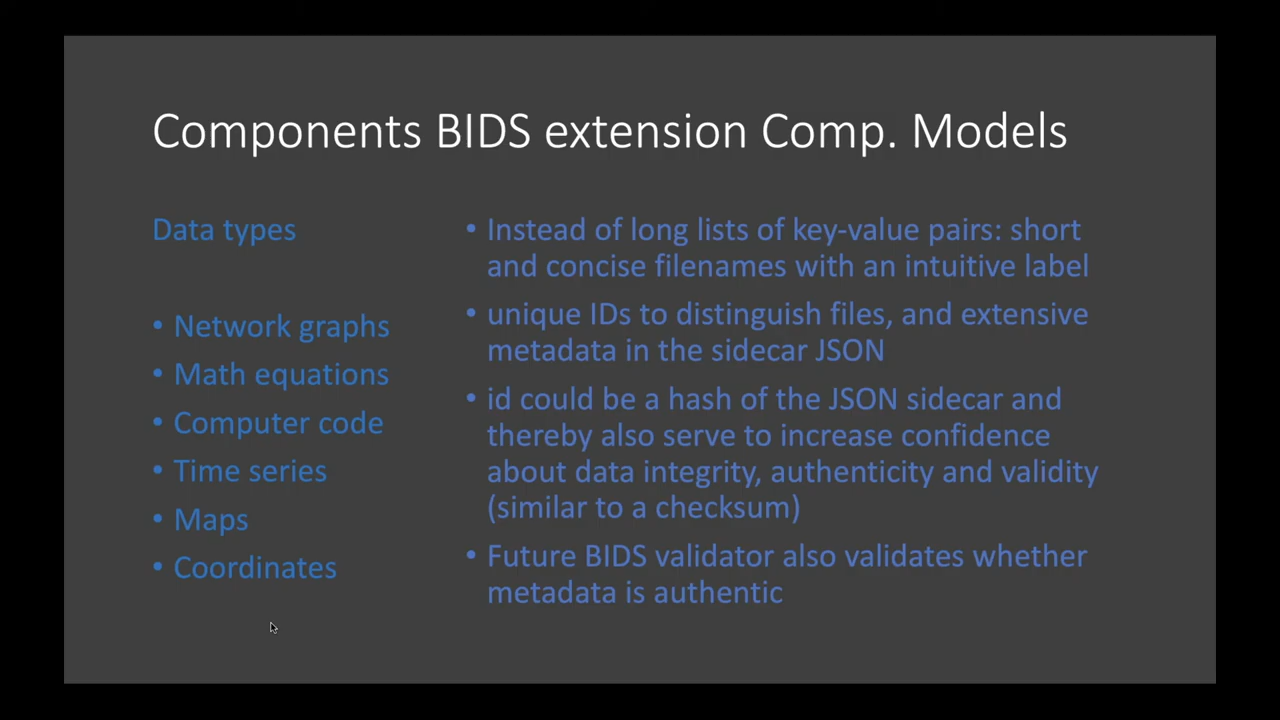 Components BIDS extension Comp. Models
Data types
• Network graphs
• Math equations
• Computer code
• Time series
• Maps
• Coordinates
• Instead of long lists of key-value pairs: short
and concise filenames with an intuitive label
• unique IDs to distinguish files, and extensive
metadata in the sidecar JSON
• id could be a hash of the JSON sidecar and
thereby also serve to increase confidence
about data integrity, authenticity and validity
(similar to a checksum)
• Future BIDS validator also validates whether
metadata is authentic